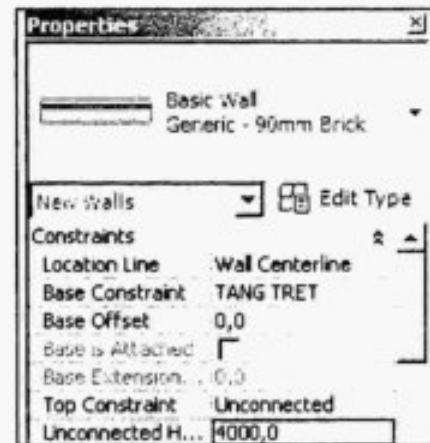 Properties
Basic Wall
Generic - 90mm Brick
New Walls Edit Type
Constraints
Location Line Wall Centerline
Base Constraint TANG TRET
Base Offset 0,0
Base is Attached
Base Extension... 0,0
Top Constraint Unconnected
Unconnected H... 4000,0